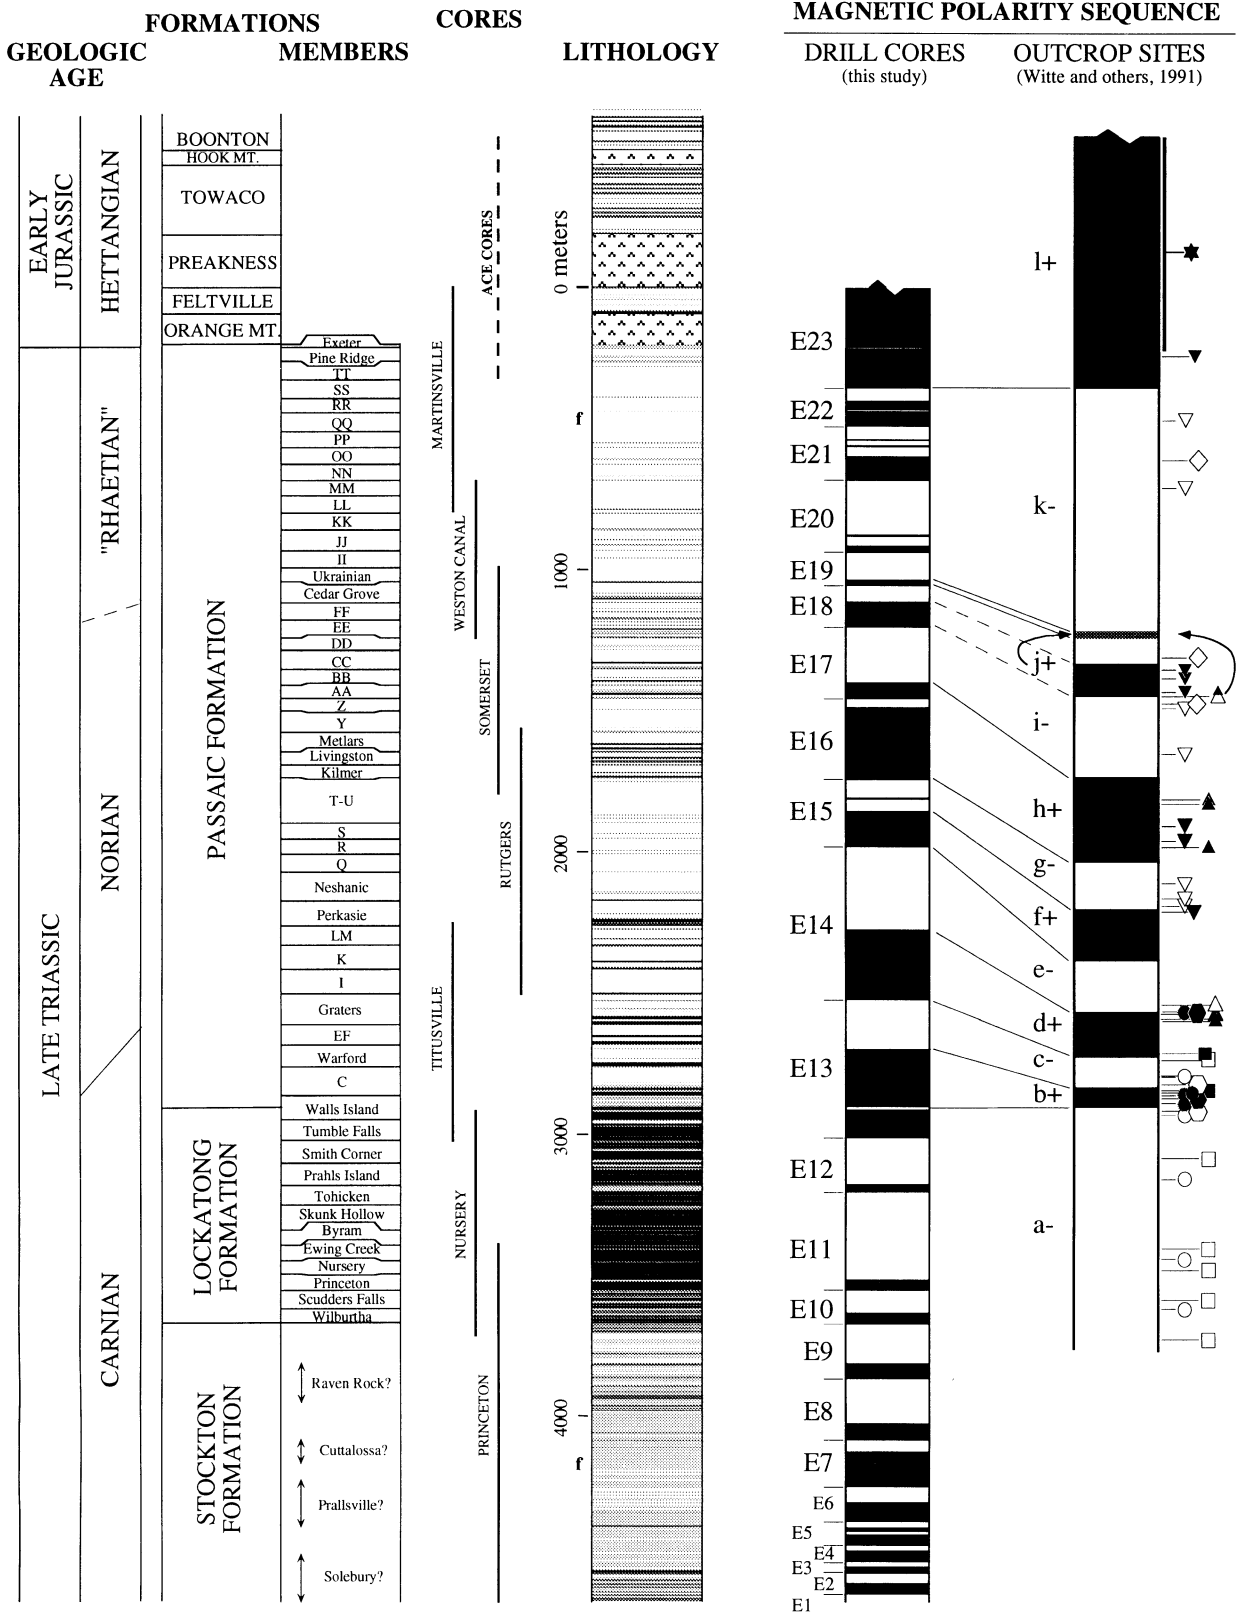 FORMATIONS
CORES
MAGNETIC POLARITY SEQUENCE
GEOLOGIC
AGE
MEMBERS
LITHOLOGY
DRILL CORES
(this study)
OUTCROP SITES
(Witte and others, 1991)
EARLY
JURASSIC
LATE TRIASSIC
HETTANGIAN
"RHAETIAN"
NORIAN
CARNIAN
BOONTON
HOOK MT.
TOWACO
PREAKNESS
FELTVILLE
ORANGE MT.
PASSAIC FORMATION
LOCKATONG
FORMATION
STOCKTON
FORMATION
Exeter
Pine Ridge
TT
SS
RR
QQ
PP
OO
NN
MM
LL
KK
JJ
II
Ukrainian
Cedar Grove
FF
EE
DD
CC
BB
AA
Z
Y
Metlars
Livingston
Kilmer
T-U
S
R
Q
Neshanic
Perkasie
LM
K
I
Graters
EF
Warford
C
Walls Island
Tumble Falls
Smith Corner
Prahls Island
Tohicken
Skunk Hollow
Byram
Ewing Creek
Nursery
Princeton
Scudders Falls
Wilburtha
Raven Rock?
Cuttalossa?
Prallsville?
Solebury?
ACE CORES
MARTINSVILLE
WESTON CANAL
SOMERSET
RUTGERS
TITUSVILLE
NURSERY
PRINCETON
0 meters
f
1000
2000
3000
4000
f
E23
E22
E21
E20
E19
E18
E17
E16
E15
E14
E13
E12
E11
E10
E9
E8
E7
E6
E5
E4
E3
E2
E1
l+
k-
j+
i-
h+
g-
f+
e-
d+
c-
b+
a-